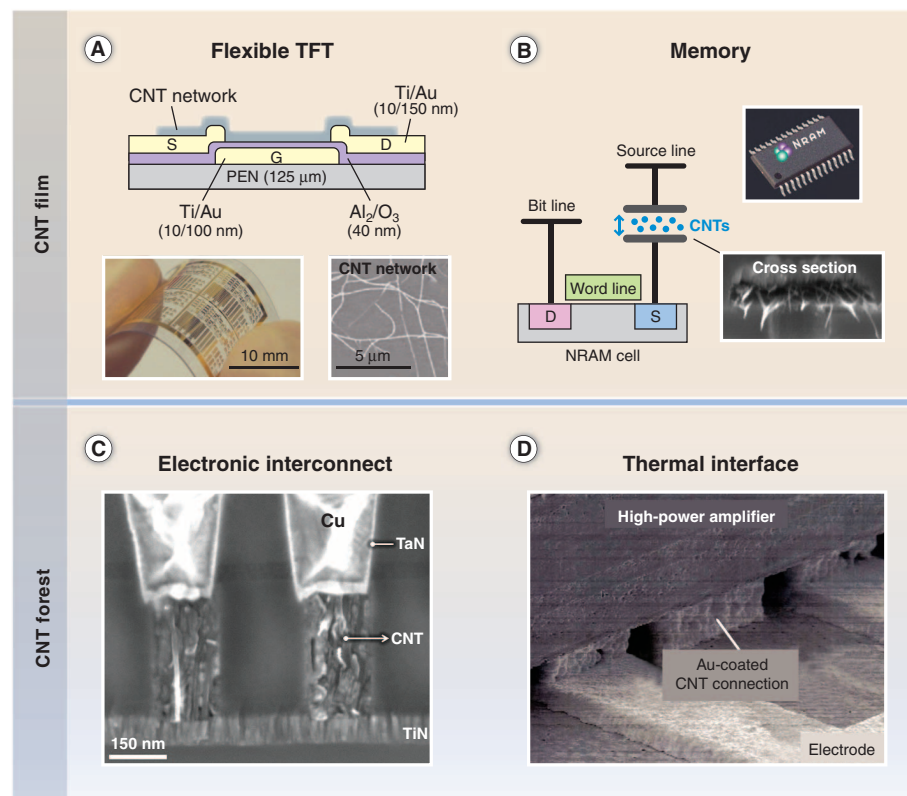 CNT film
A
Flexible TFT
CNT network
Ti/Au
(10/150 nm)
S
D
G
PEN (125 μm)
Ti/Au
(10/100 nm)
Al2/O3
(40 nm)
10 mm
CNT network
5 μm
B
Memory
NRAM
Source line
Bit line
CNTs
Cross section
Word line
D
S
NRAM cell
CNT forest
C
Electronic interconnect
Cu
TaN
CNT
TiN
150 nm
D
Thermal interface
High-power amplifier
Au-coated
CNT connection
Electrode